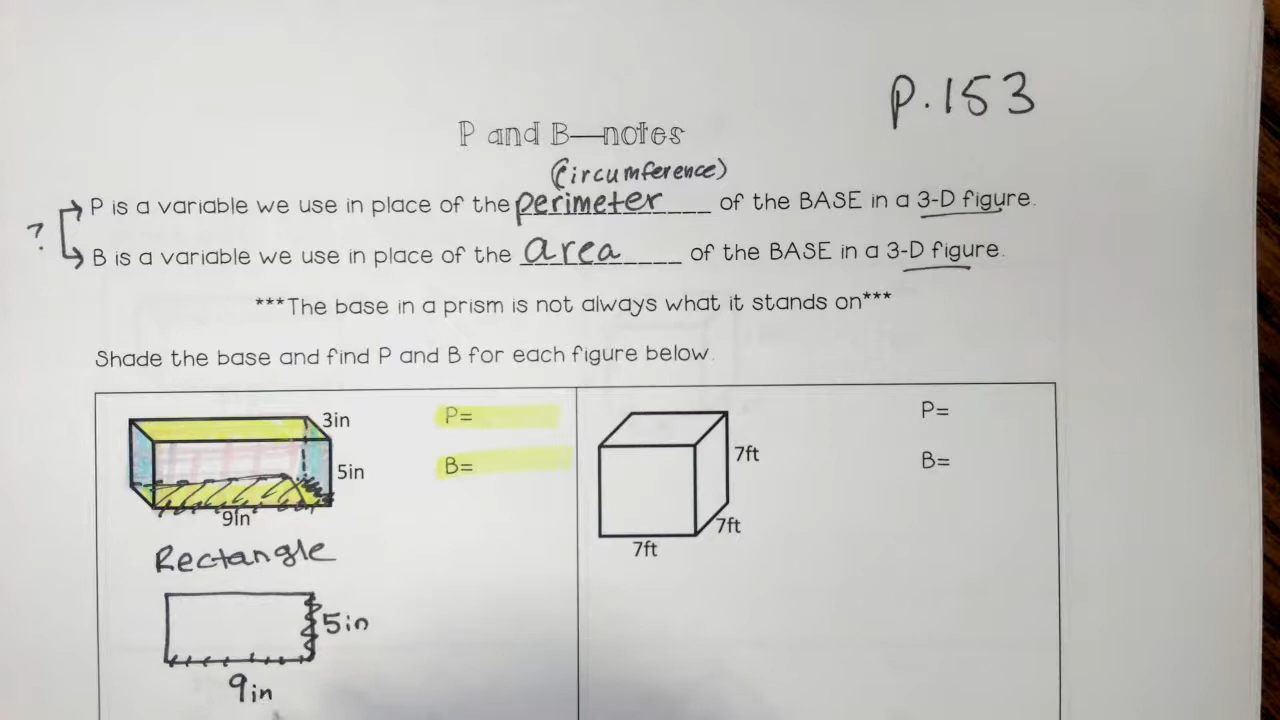 P. 153
P and B—notes
(circumference)
P is a variable we use in place of the perimeter of the BASE in a 3-D figure.
?
B is a variable we use in place of the area of the BASE in a 3-D figure.
***The base in a prism is not always what it stands on***
Shade the base and find P and B for each figure below.
3in
P=
5in
B=
9in
Rectangle
5in
9in
P=
7ft
B=
7ft
7ft